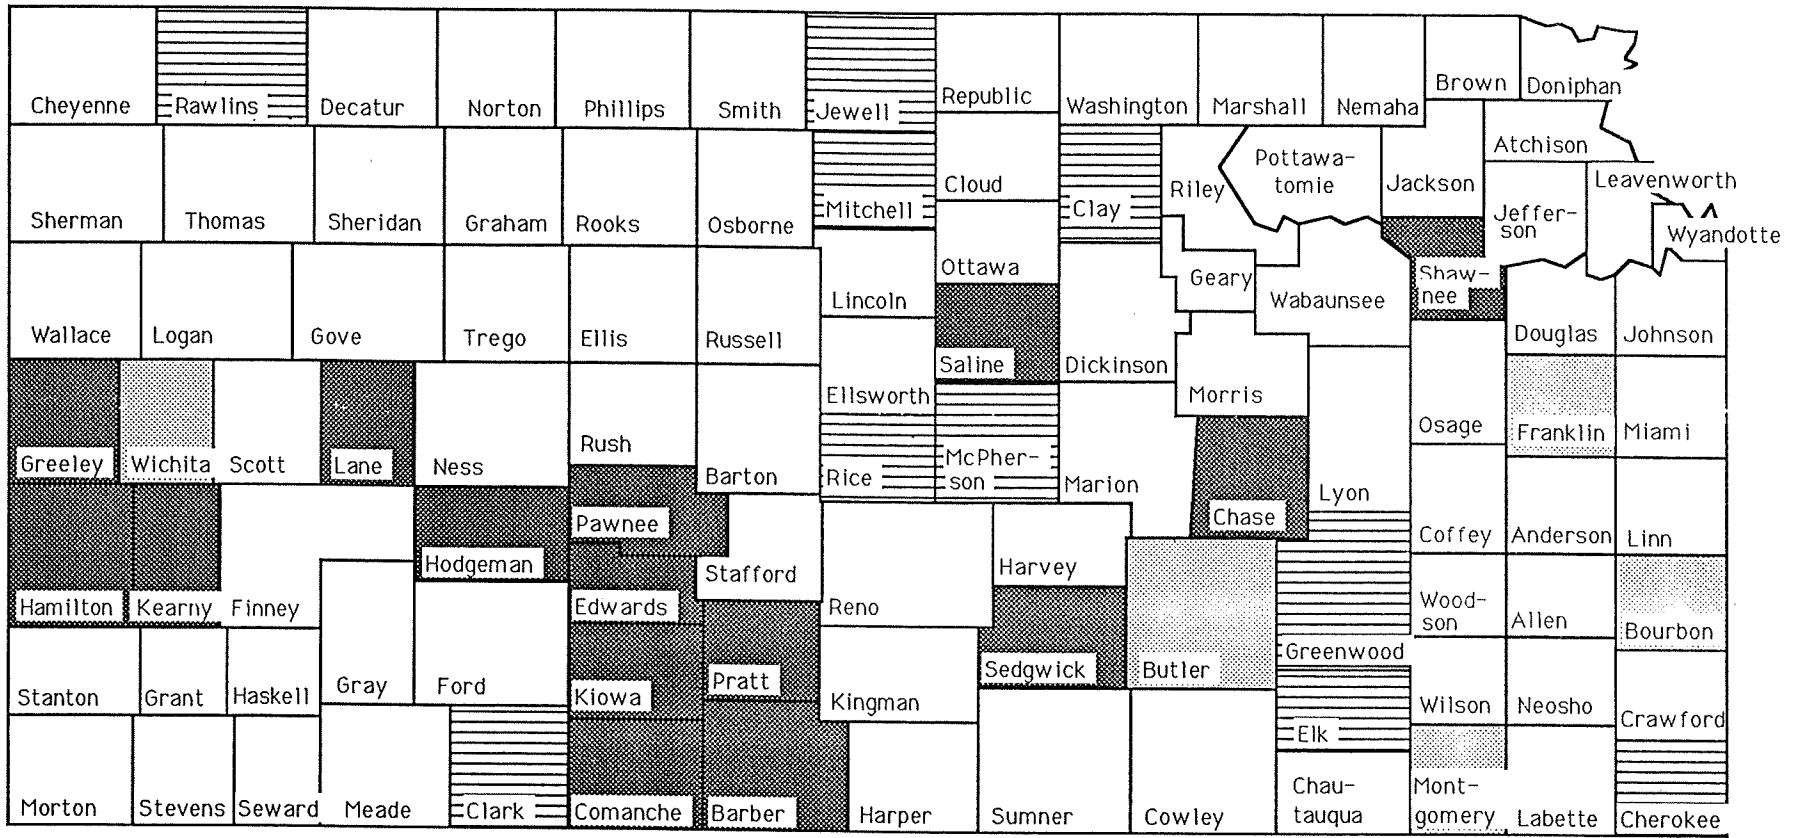 Cheyenne
Rawlins
Decatur
Norton
Phillips
Smith
Jewell
Republic
Washington
Marshall
Nemaha
Brown
Doniphan
Sherman
Thomas
Sheridan
Graham
Rooks
Osborne
Mitchell
Cloud
Clay
Riley
Pottawa-
tomie
Jackson
Atchison
Jeffer-
son
Leavenworth
Wyandotte
Wallace
Logan
Gove
Trego
Ellis
Russell
Lincoln
Ottawa
Saline
Dickinson
Geary
Wabaunsee
Shaw-
nee
Douglas
Johnson
Greeley
Wichita
Scott
Lane
Ness
Rush
Barton
Ellsworth
Rice
McPher-
son
Marion
Morris
Chase
Lyon
Osage
Franklin
Miami
Hamilton
Kearny
Finney
Hodgeman
Pawnee
Edwards
Stafford
Reno
Harvey
Sedgwick
Butler
Greenwood
Coffey
Anderson
Linn
Wood-
son
Allen
Bourbon
Stanton
Grant
Haskell
Gray
Ford
Kiowa
Pratt
Kingman
Elk
Wilson
Neosho
Crawford
Morton
Stevens
Seward
Meade
Clark
Comanche
Barber
Harper
Sumner
Cowley
Chau-
tauqua
Mont-
gomery
Labette
Cherokee